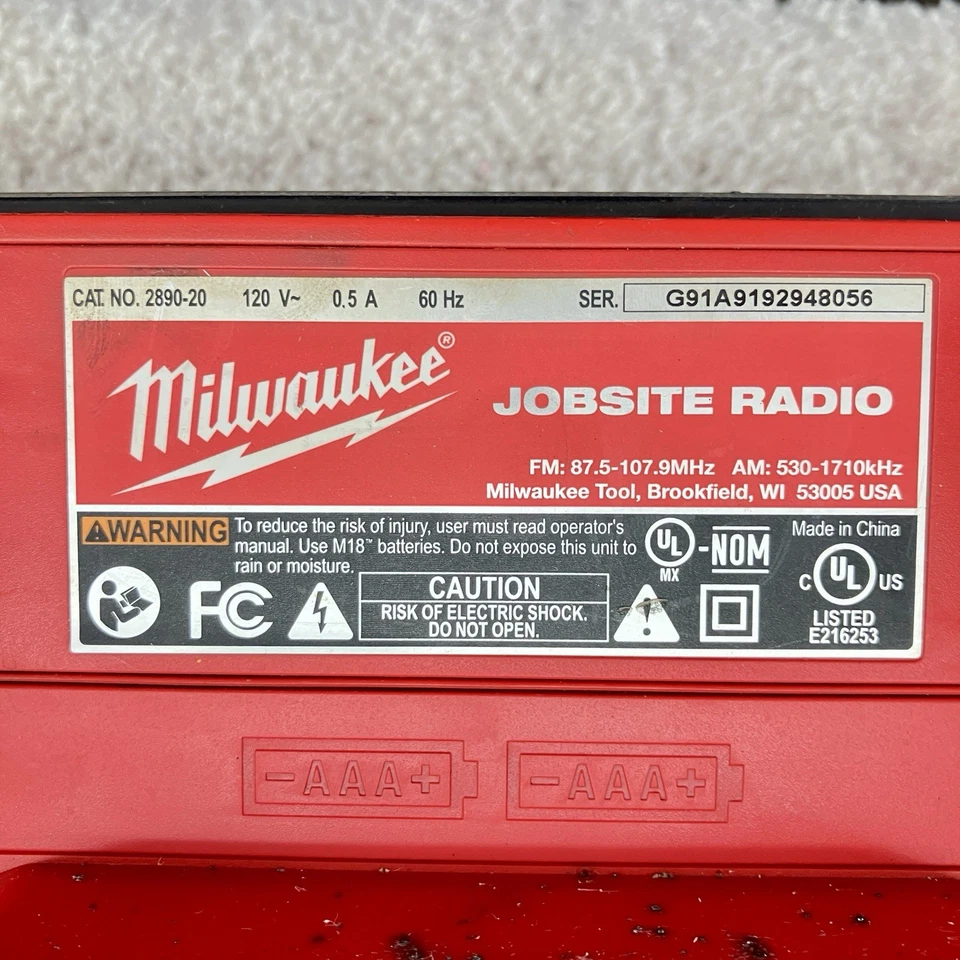 CAT. NO. 2890-20 120 V~ 0.5 A 60 Hz SER. G91A9192948056
Milwaukee®
JOBSITE RADIO
FM: 87.5-107.9MHz AM: 530-1710kHz
Milwaukee Tool, Brookfield, WI 53005 USA
WARNING To reduce the risk of injury, user must read operator's
manual. Use M18™ batteries. Do not expose this unit to
rain or moisture.
FC
CAUTION
RISK OF ELECTRIC SHOCK.
DO NOT OPEN.
UL -NOM
MX
Made in China
C UL US
LISTED
E216253
-AAA+ -AAA+